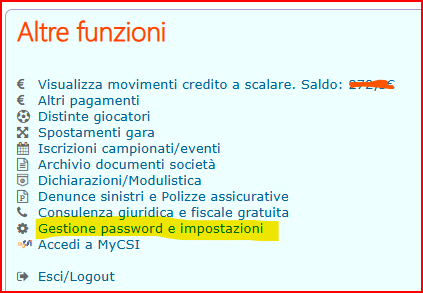 Altre funzioni
€ Visualizza movimenti credito a scalare. Saldo:
€ Altri pagamenti
Distinte giocatori
Spostamenti gara
Iscrizioni campionati/eventi
Archivio documenti società
Dichiarazioni/Modulistica
Denunce sinistri e Polizze assicurative
Consulenza giuridica e fiscale gratuita
Gestione password e impostazioni
Accedi a MyCSI
Esci/Logout